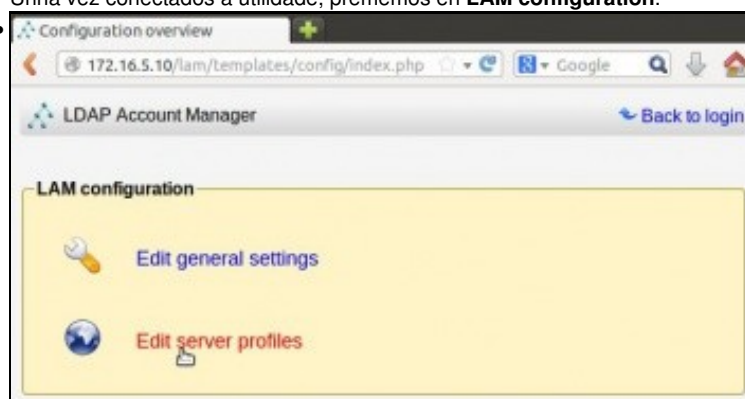 Unha vez conectados á utilidade, prememos en LAM configuration.
Configuration overview
172.16.5.10/lam/templates/config/index.php Google
LDAP Account Manager Back to login
LAM configuration
Edit general settings
Edit server profiles